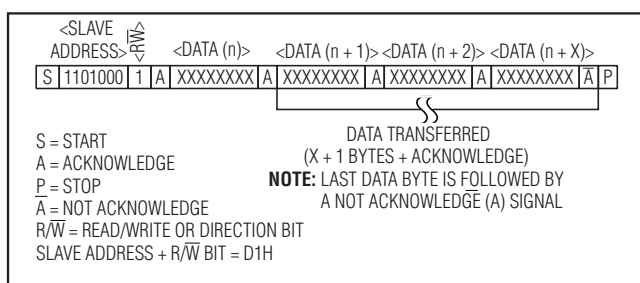 <SLAVE
ADDRESS> <R/W̅> <DATA (n)> <DATA (n + 1)> <DATA (n + 2)> <DATA (n + X)>
S 1101000 1 A XXXXXXXX A XXXXXXXX A XXXXXXXX A XXXXXXXX A̅ P
S = START
A = ACKNOWLEDGE
P = STOP
A̅ = NOT ACKNOWLEDGE
R/W̅ = READ/WRITE OR DIRECTION BIT
SLAVE ADDRESS + R/W̅ BIT = D1H
DATA TRANSFERRED
(X + 1 BYTES + ACKNOWLEDGE)
NOTE: LAST DATA BYTE IS FOLLOWED BY
A NOT ACKNOWLEDGE (A̅) SIGNAL